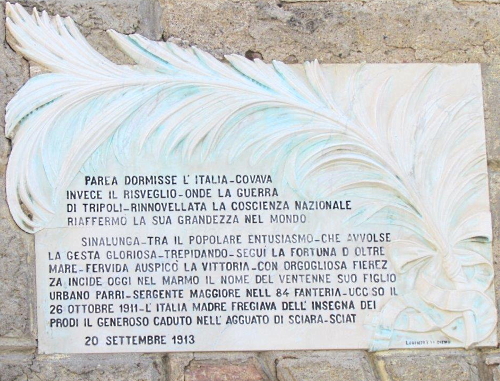 PAREA DORMISSE L' ITALIA-COVAVA
INVECE IL RISVEGLIO-ONDE LA GUERRA
DI TRIPOLI-RINNOVELLATA LA COSCIENZA NAZIONALE
RIAFFERMÒ LA SUA GRANDEZZA NEL MONDO
SINALUNGA-TRA IL POPOLARE ENTUSIASMO-CHE AVVOLSE
LA GESTA GLORIOSA-TREPIDANDO-SEGUÌ LA FORTUNA D OLTRE
MARE-FERVIDA AUSPICÒ LA VITTORIA-CON ORGOGLIOSA FIEREZ
ZA INCIDE OGGI NEL MARMO IL NOME DEL VENTENNE SUO FIGLIO
URBANO PARRI-SERGENTE MAGGIORE NELL 84 FANTERIA-UCCISO IL
26 OTTOBRE 1911-L'ITALIA MADRE FREGIAVA DELL'INSEGNA DEI
PRODI IL GENEROSO CADUTO NELL'AGGUATO DI SCIARA-SCIAT
20 SETTEMBRE 1913